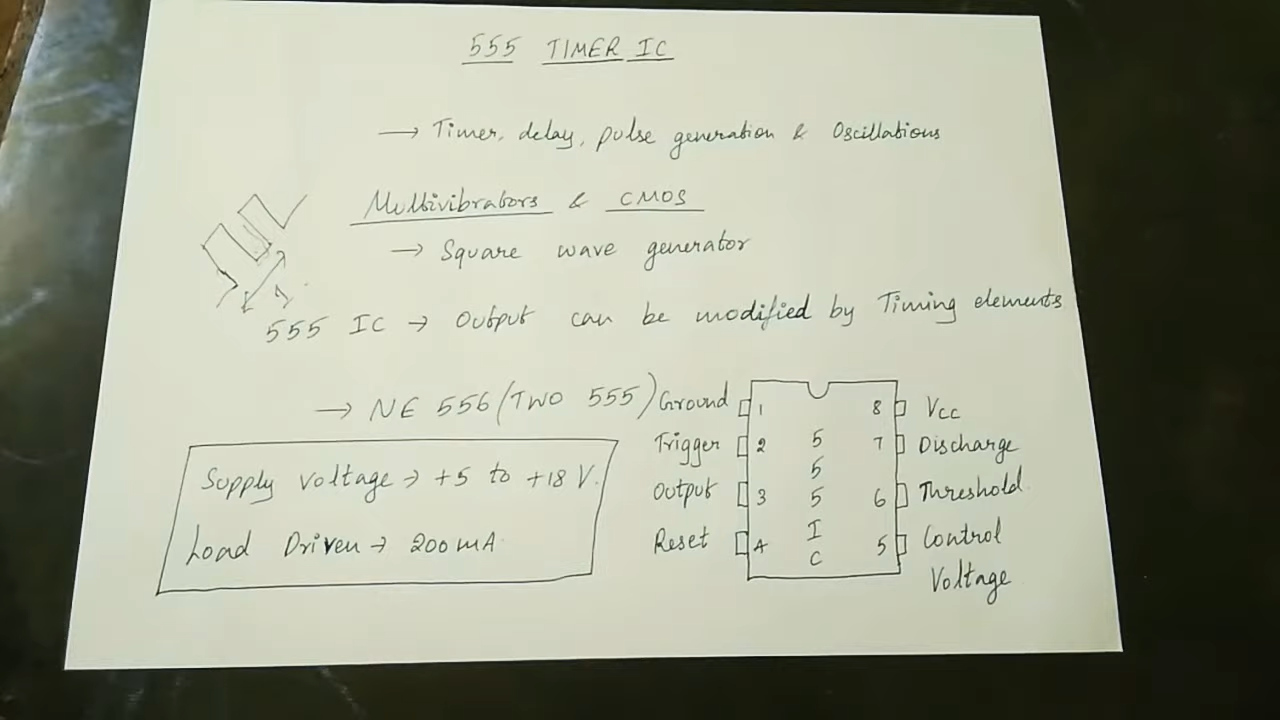 555 TIMER IC
→ Timer, delay, pulse generation & Oscillations
Multivibrators & CMOS
→ Square wave generator
555 IC → Output can be modified by Timing elements
→ NE 556 (TWO 555)
Supply voltage → +5 to +18 V.
Load Driven → 200mA
Ground 1 8 Vcc
Trigger 2 5 7 Discharge
5
Output 3 5 6 Threshold
Reset 4 I 5 Control
C Voltage